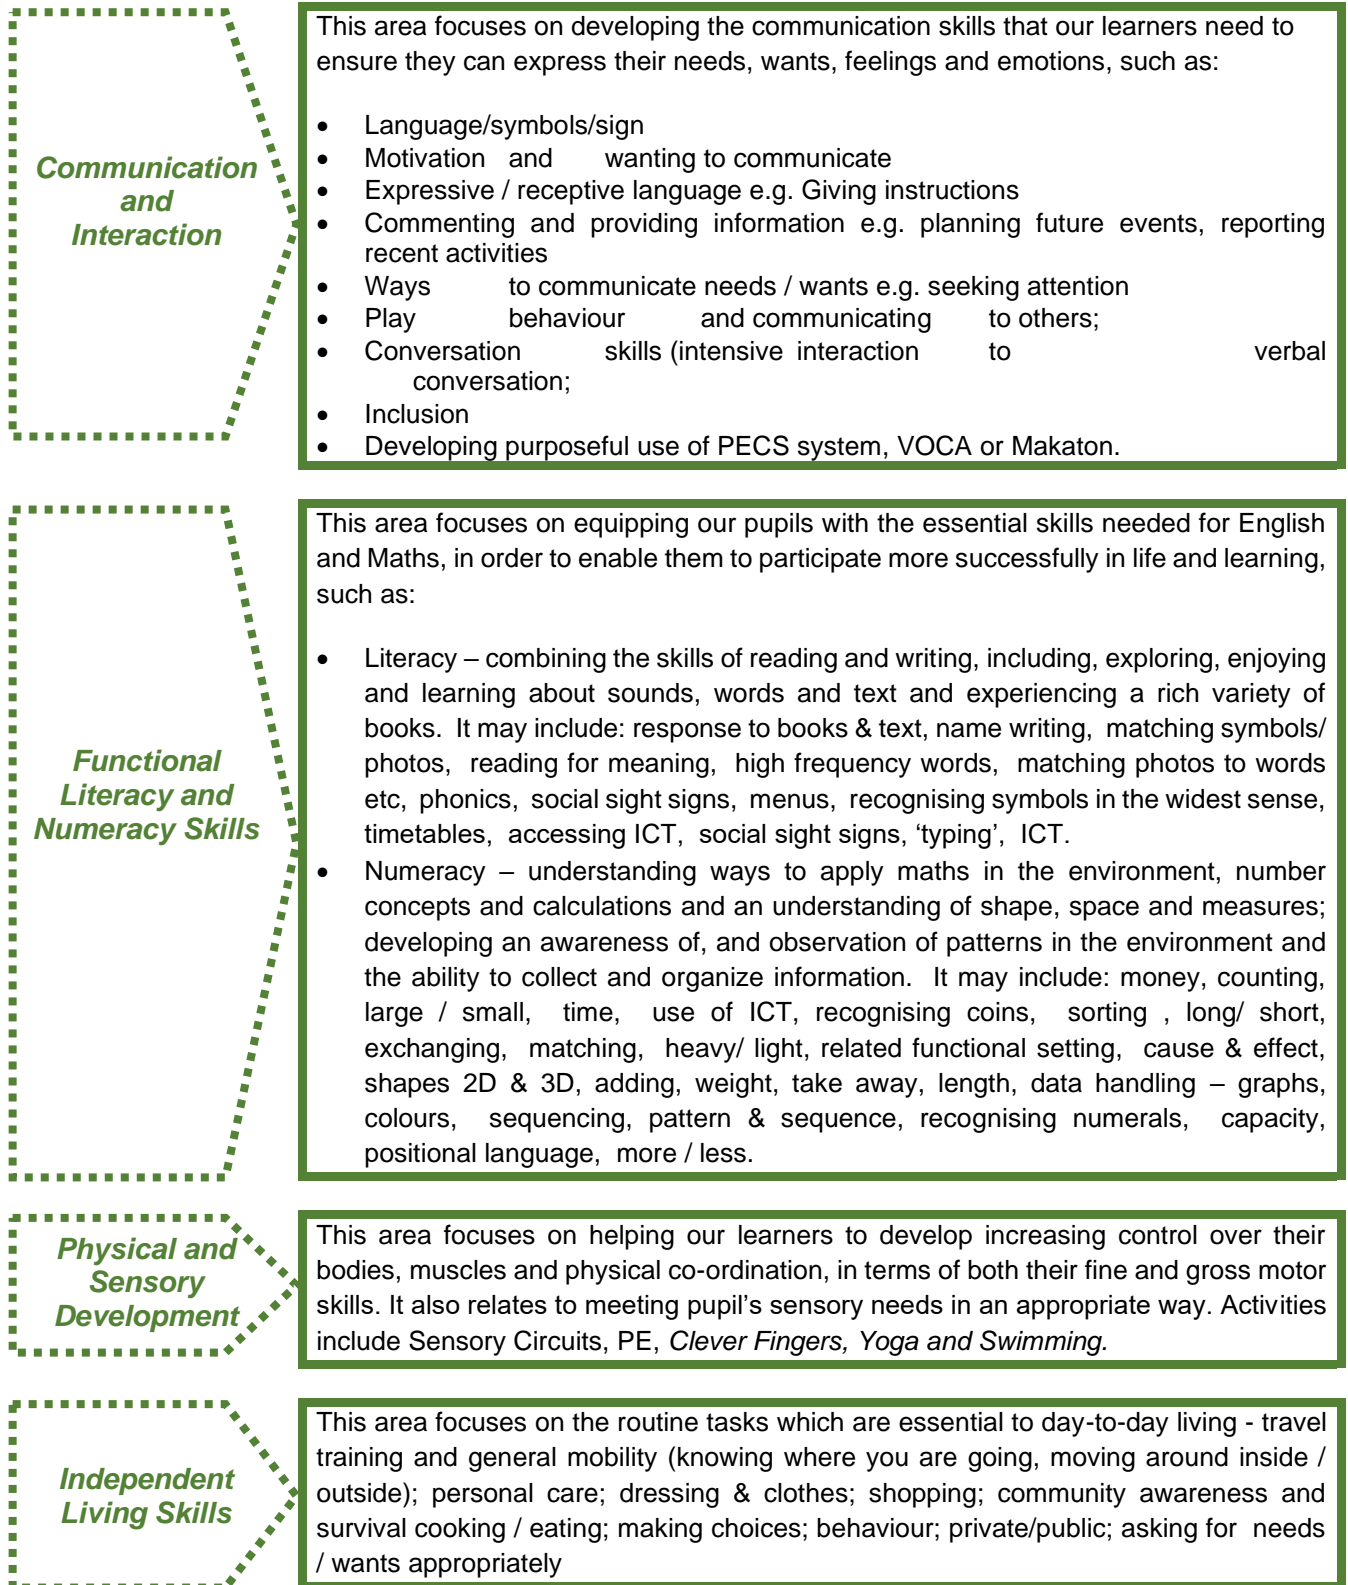 Communication
and
Interaction
This area focuses on developing the communication skills that our learners need to
ensure they can express their needs, wants, feelings and emotions, such as:
• Language/symbols/sign
• Motivation and wanting to communicate
• Expressive / receptive language e.g. Giving instructions
• Commenting and providing information e.g. planning future events, reporting
recent activities
• Ways to communicate needs / wants e.g. seeking attention
• Play behaviour and communicating to others;
• Conversation skills (intensive interaction to verbal
conversation;
• Inclusion
• Developing purposeful use of PECS system, VOCA or Makaton.
Functional
Literacy and
Numeracy Skills
This area focuses on equipping our pupils with the essential skills needed for English
and Maths, in order to enable them to participate more successfully in life and learning,
such as:
• Literacy – combining the skills of reading and writing, including, exploring, enjoying
and learning about sounds, words and text and experiencing a rich variety of
books. It may include: response to books & text, name writing, matching symbols/
photos, reading for meaning, high frequency words, matching photos to words
etc, phonics, social sight signs, menus, recognising symbols in the widest sense,
timetables, accessing ICT, social sight signs, ‘typing’, ICT.
• Numeracy – understanding ways to apply maths in the environment, number
concepts and calculations and an understanding of shape, space and measures;
developing an awareness of, and observation of patterns in the environment and
the ability to collect and organize information. It may include: money, counting,
large / small, time, use of ICT, recognising coins, sorting , long/ short,
exchanging, matching, heavy/ light, related functional setting, cause & effect,
shapes 2D & 3D, adding, weight, take away, length, data handling – graphs,
colours, sequencing, pattern & sequence, recognising numerals, capacity,
positional language, more / less.
Physical and
Sensory
Development
This area focuses on helping our learners to develop increasing control over their
bodies, muscles and physical co-ordination, in terms of both their fine and gross motor
skills. It also relates to meeting pupil’s sensory needs in an appropriate way. Activities
include Sensory Circuits, PE, Clever Fingers, Yoga and Swimming.
Independent
Living Skills
This area focuses on the routine tasks which are essential to day-to-day living - travel
training and general mobility (knowing where you are going, moving around inside /
outside); personal care; dressing & clothes; shopping; community awareness and
survival cooking / eating; making choices; behaviour; private/public; asking for needs
/ wants appropriately